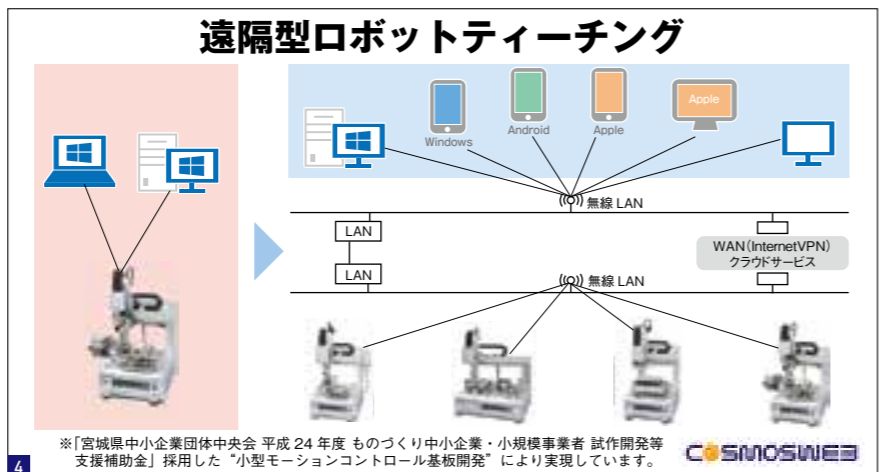 遠隔型ロボットティーチング
Windows
Android
Apple
Apple
無線 LAN
LAN
LAN
WAN(InternetVPN)
クラウドサービス
無線 LAN
※「宮城県中小企業団体中央会 平成 24 年度 ものづくり中小企業・小規模事業者 試作開発等
支援補助金」採用した“小型モーションコントロール基板開発”により実現しています。
COSMOSWEB
4